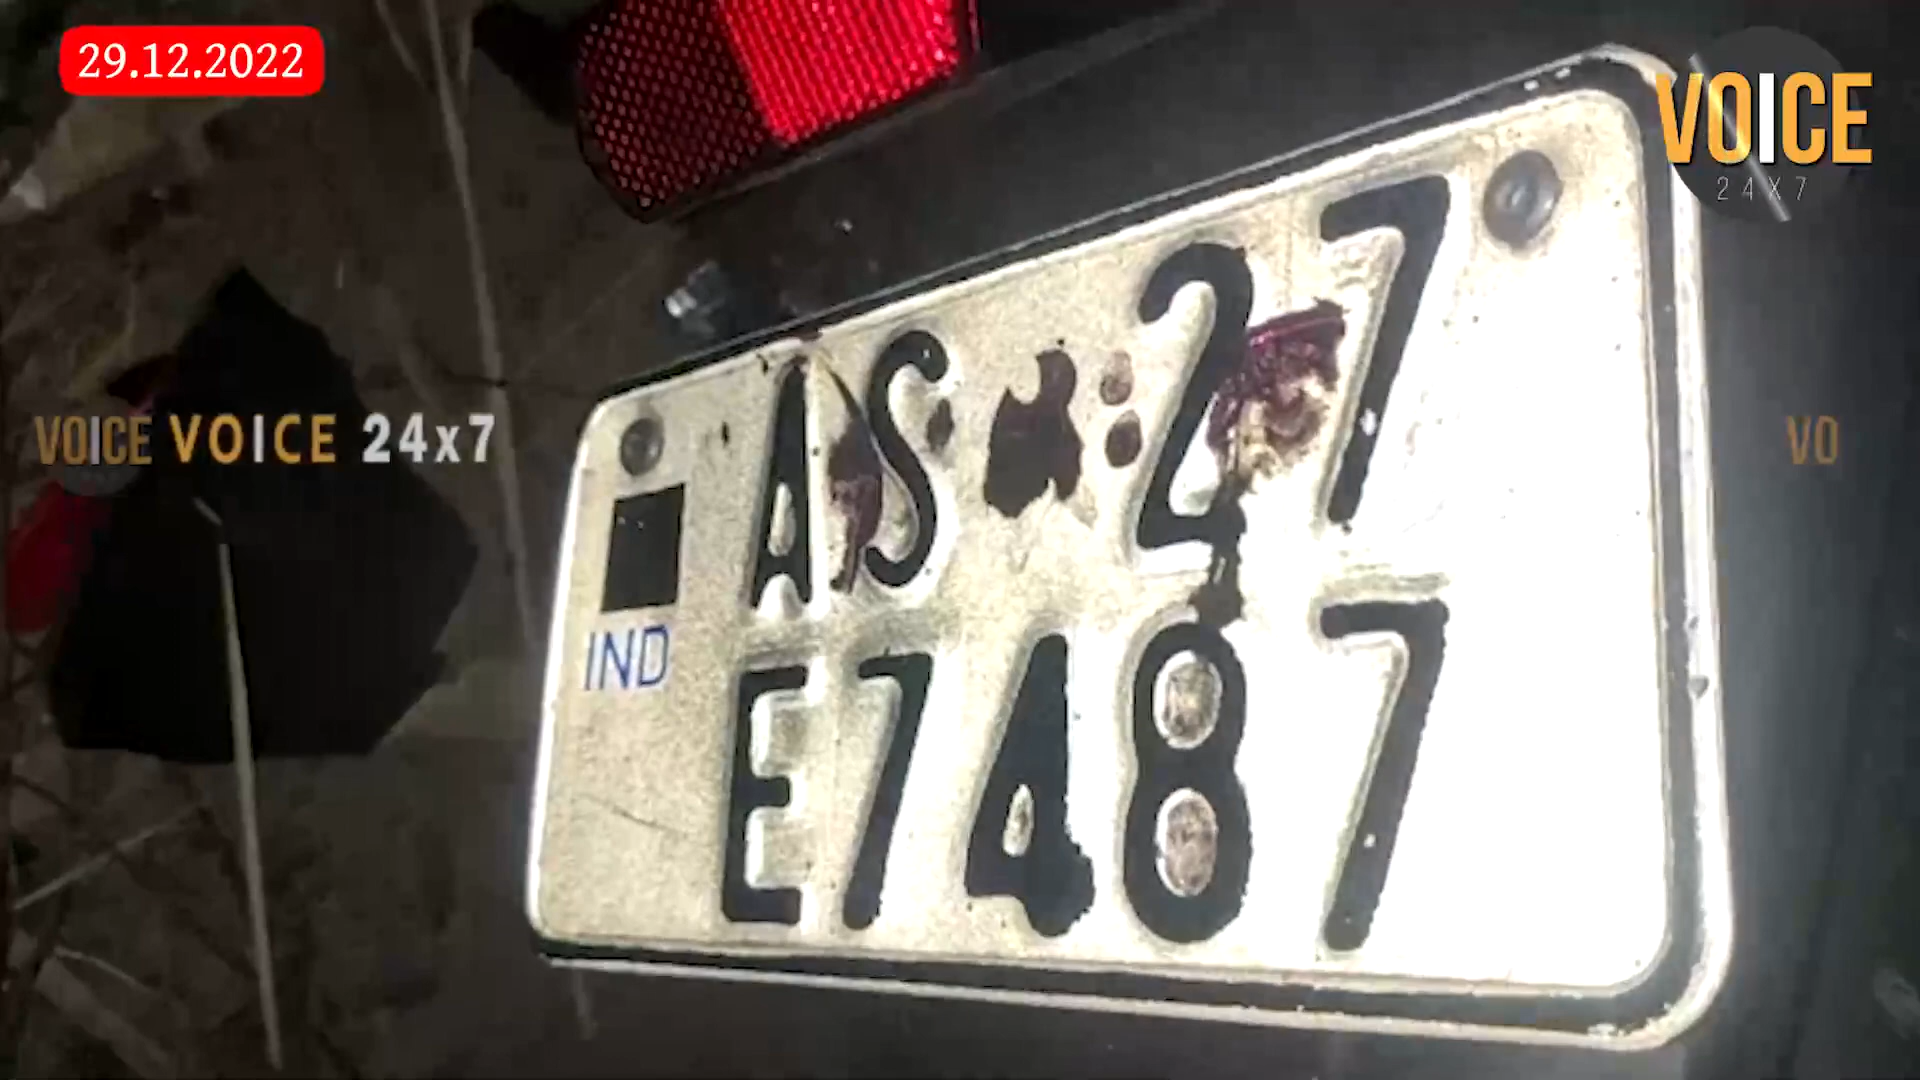 29.12.2022
VOICE
24X7
VOICE VOICE 24x7
VO
AS 27
IND
E7487